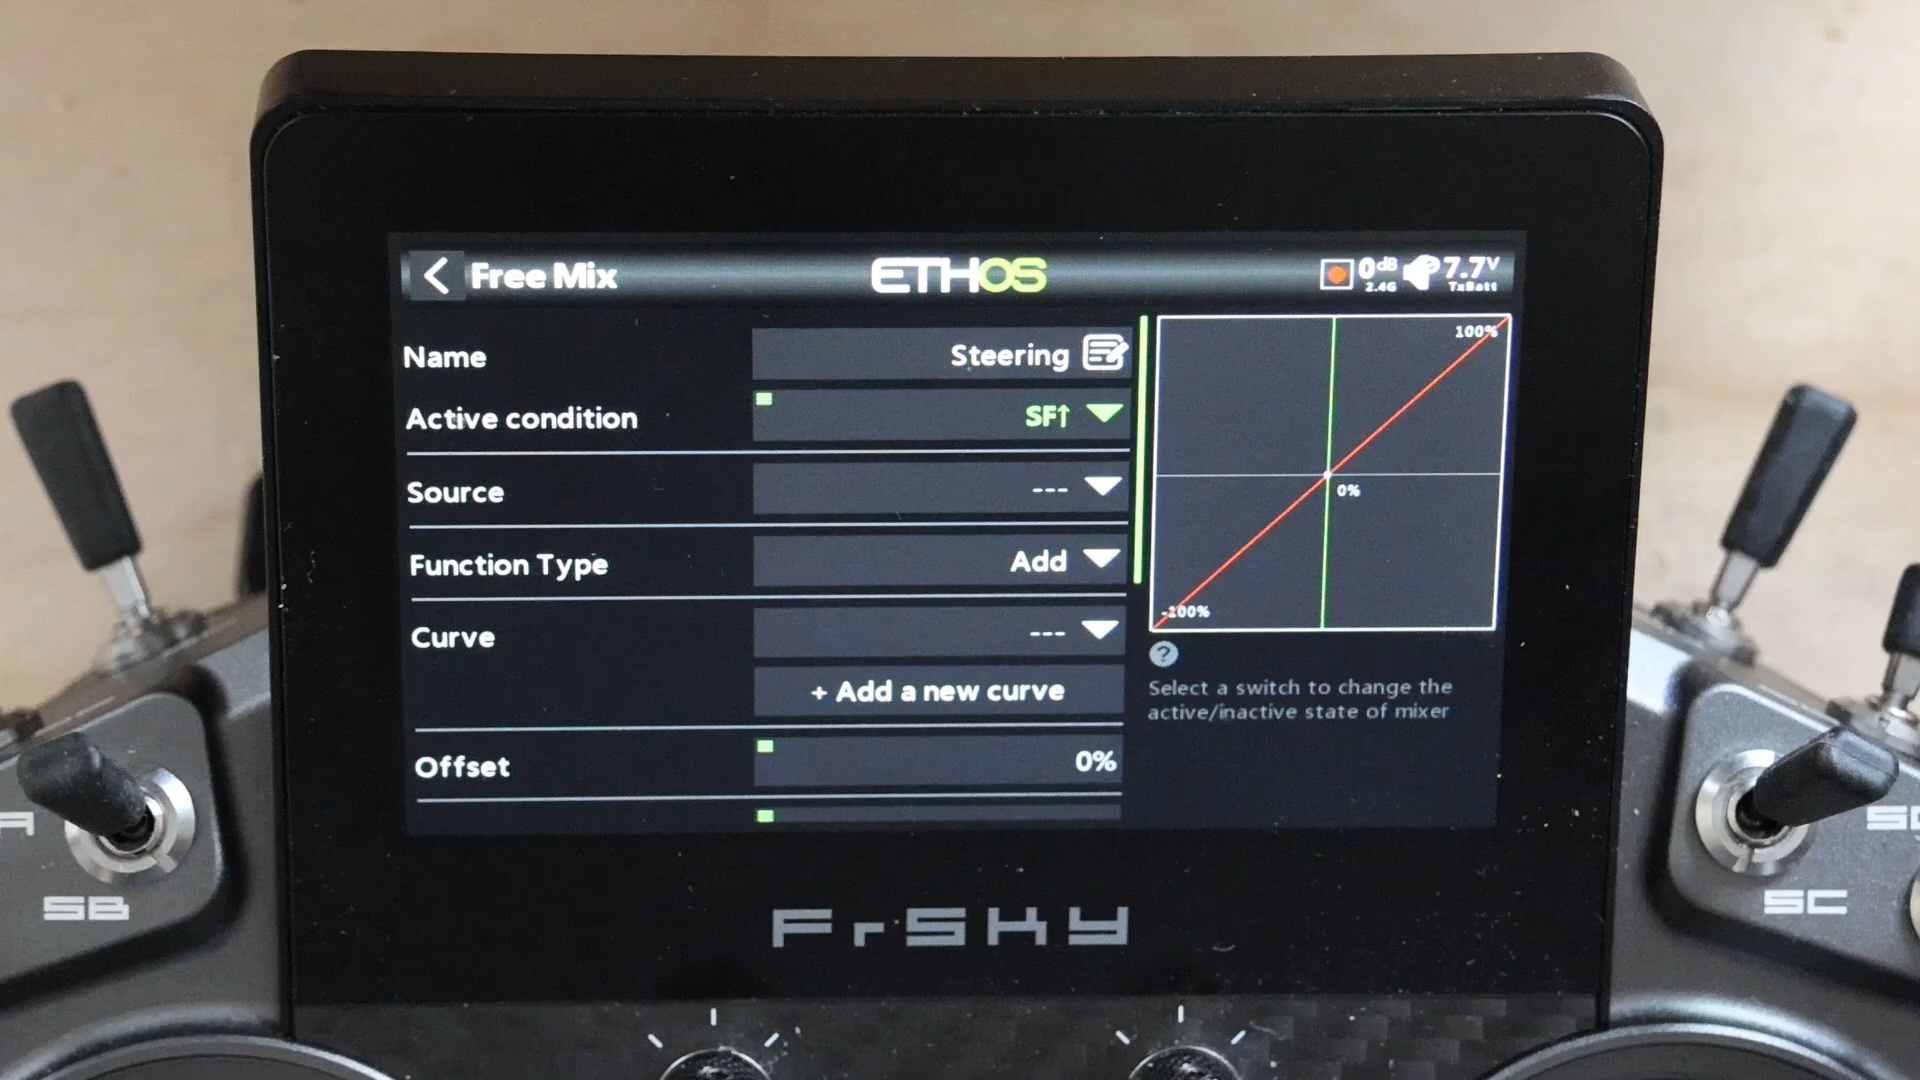 Free Mix
ETHOS
0dB
2.4G
7.7V
TxBatt
Name
Steering
Active condition
SF↑
Source
---
Function Type
Add
Curve
---
+ Add a new curve
Offset
0%
100%
0%
-100%
?
Select a switch to change the
active/inactive state of mixer
SB
SC
FrSKY